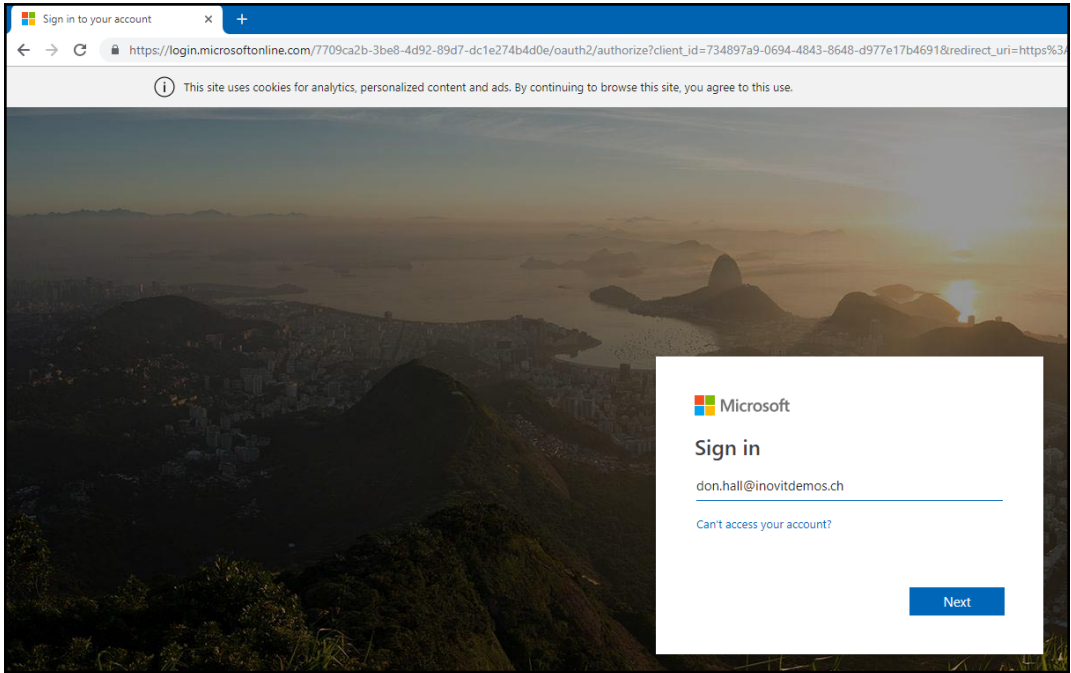 Sign in to your account
https://login.microsoftonline.com/7709ca2b-3be8-4d92-89d7-dc1e274b4d0e/oauth2/authorize?client_id=734897a9-0694-4843-8648-d977e17b4691&redirect_uri=https%3A
This site uses cookies for analytics, personalized content and ads. By continuing to browse this site, you agree to this use.
Microsoft
Sign in
don.hall@inovitdemos.ch
Can't access your account?
Next